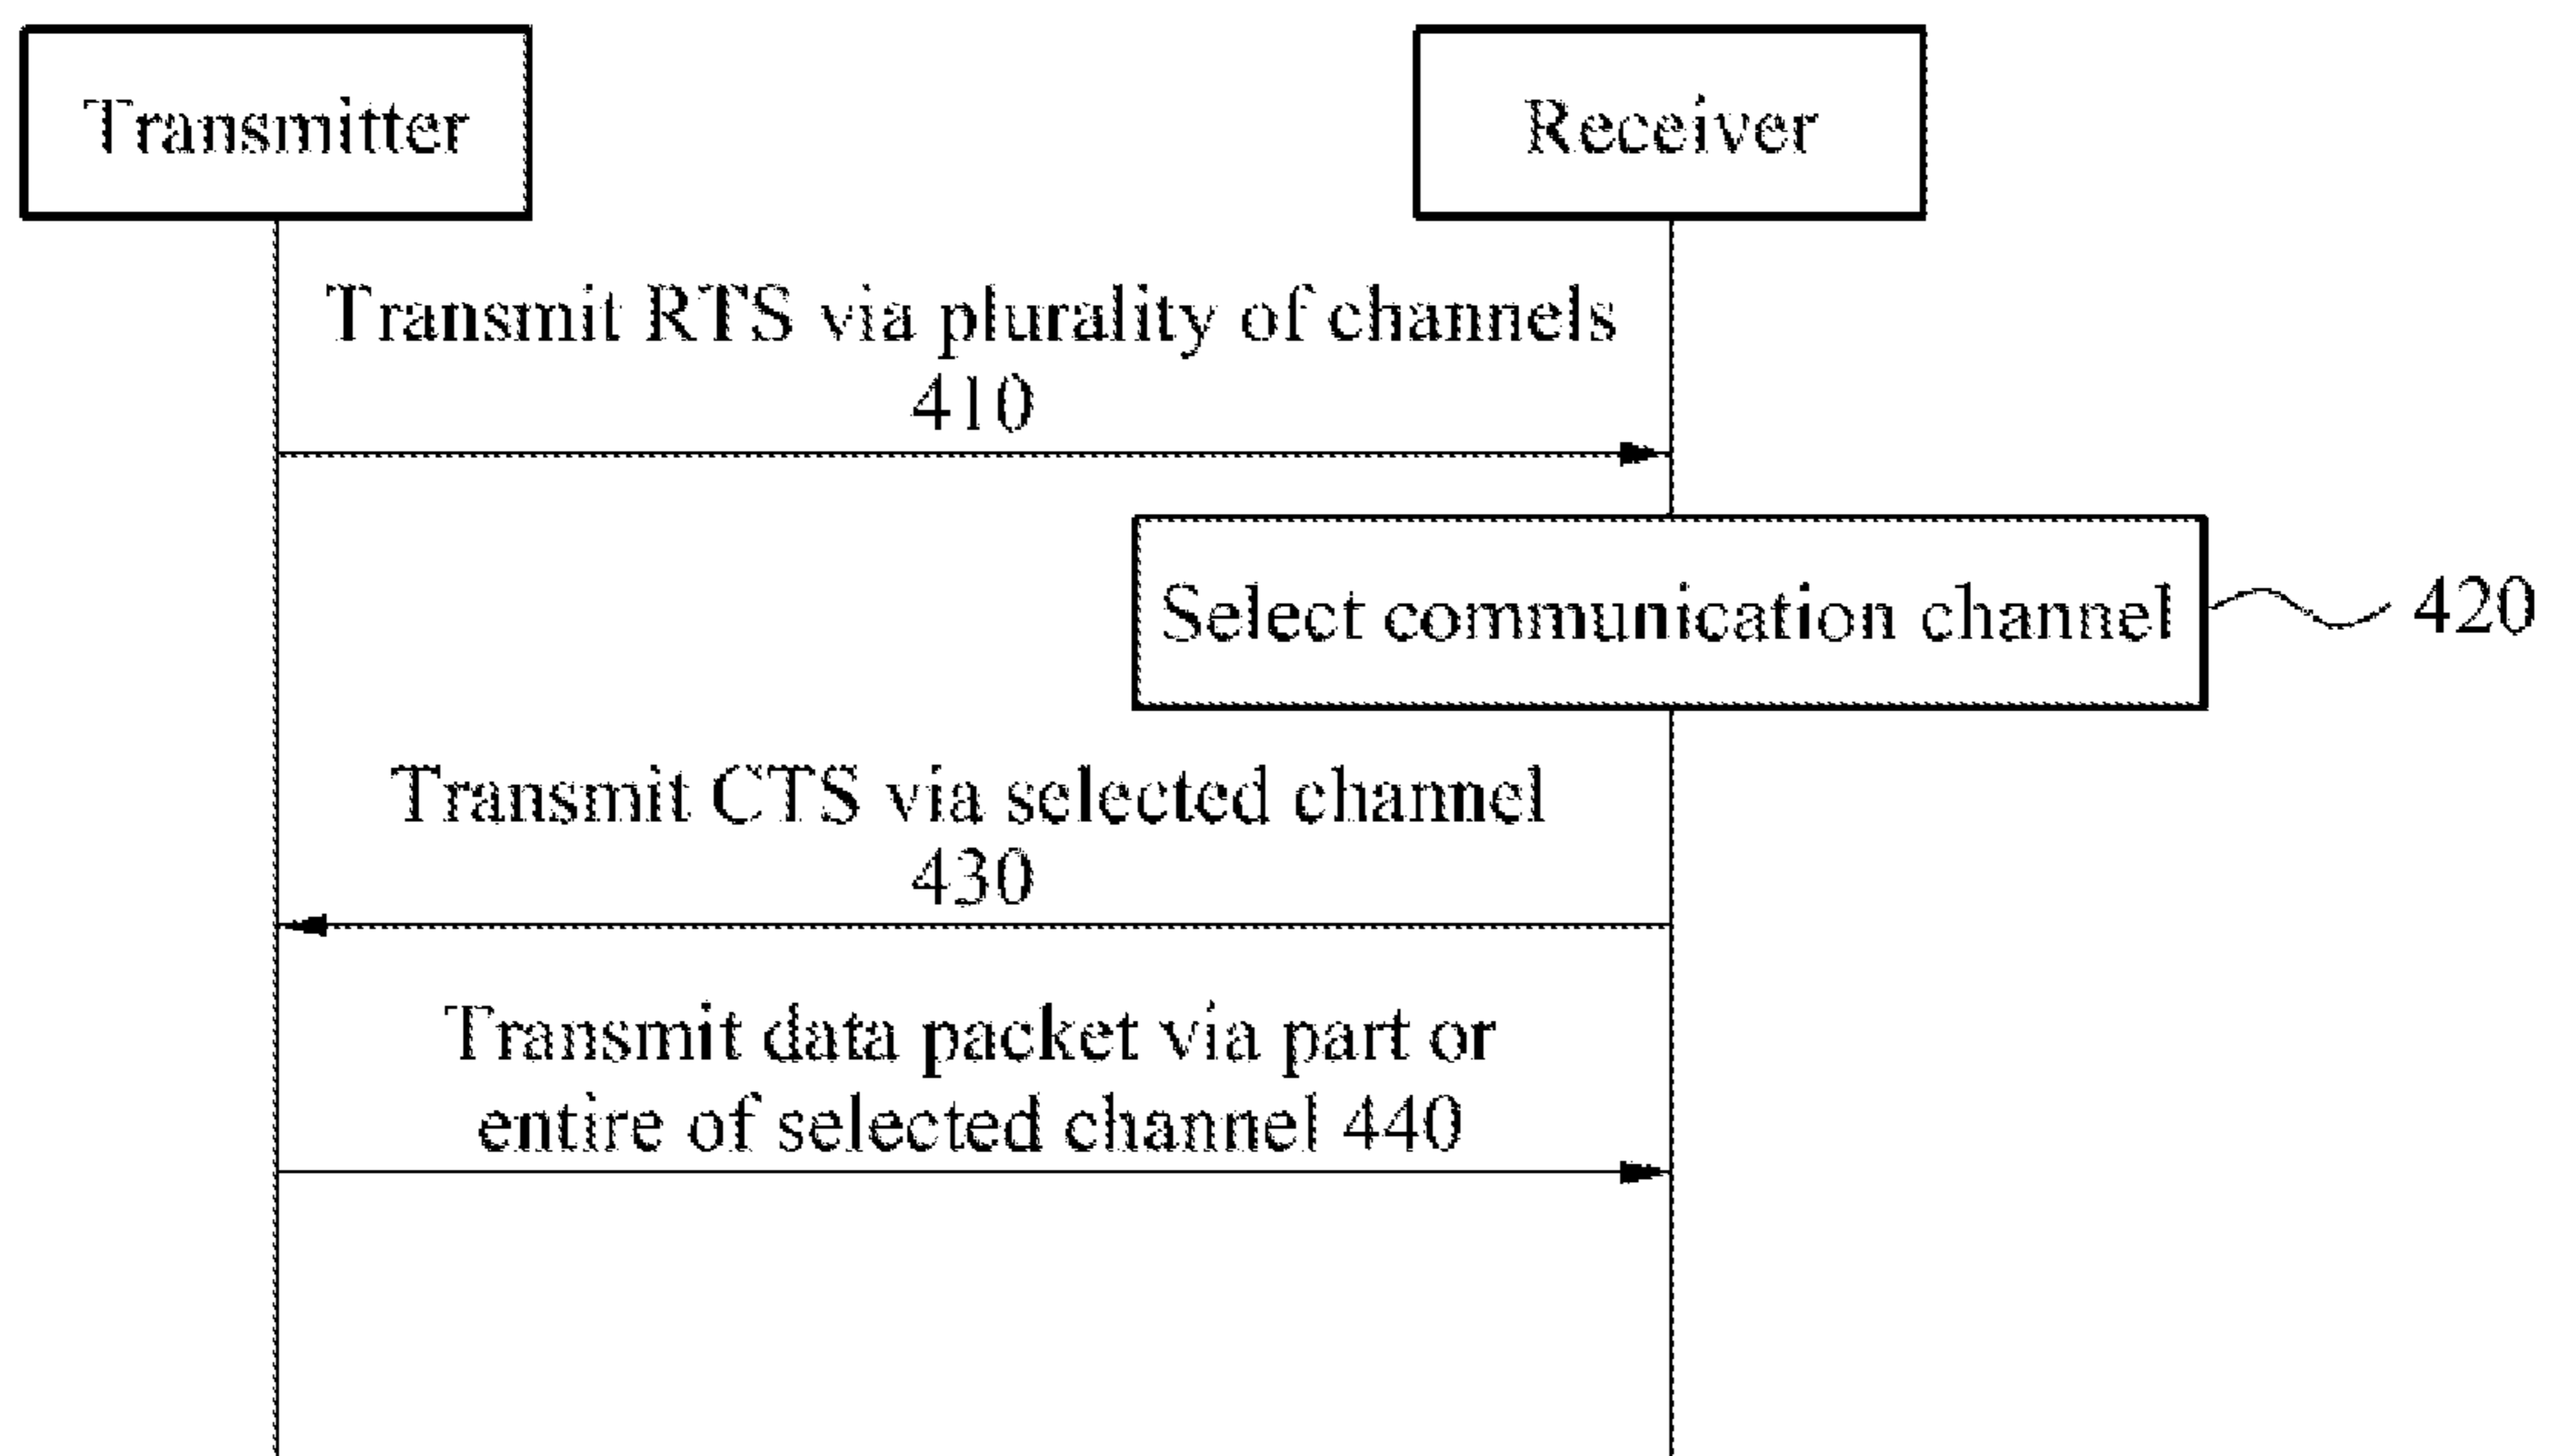 Transmitter
Receiver
Transmit RTS via plurality of channels
410
Select communication channel
420
Transmit CTS via selected channel
430
Transmit data packet via part or
entire of selected channel 440